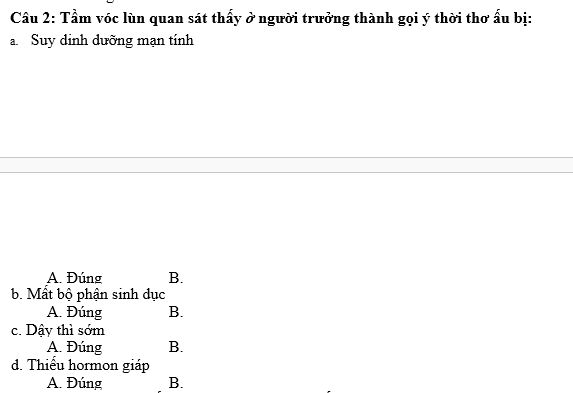 Câu 2: Tầm vóc lùn quan sát thấy ở người trưởng thành gọi ý thời thơ ấu bị:
a. Suy dinh dưỡng mạn tính
A. Đúng B.
b. Mất bộ phận sinh dục
A. Đúng B.
c. Dậy thì sớm
A. Đúng B.
d. Thiếu hormon giáp
A. Đúng B.